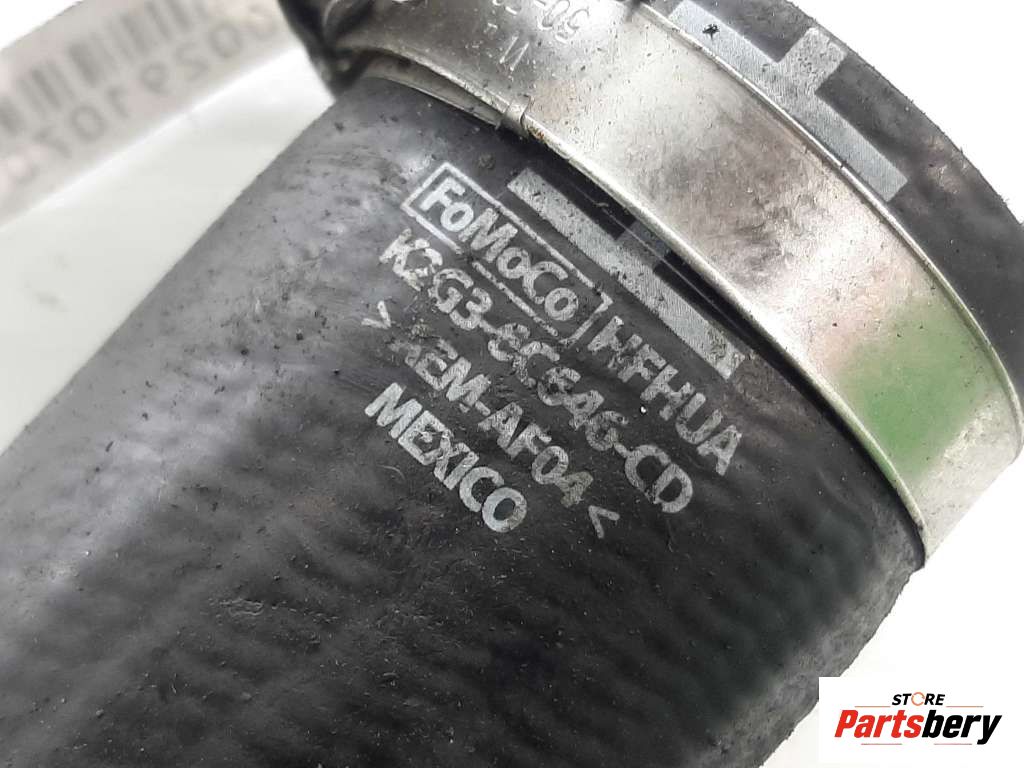 FoMoCo HFHUA
K2G3-6C646-CD
>AEM-AF04<
MEXICO
STORE
Partsbery